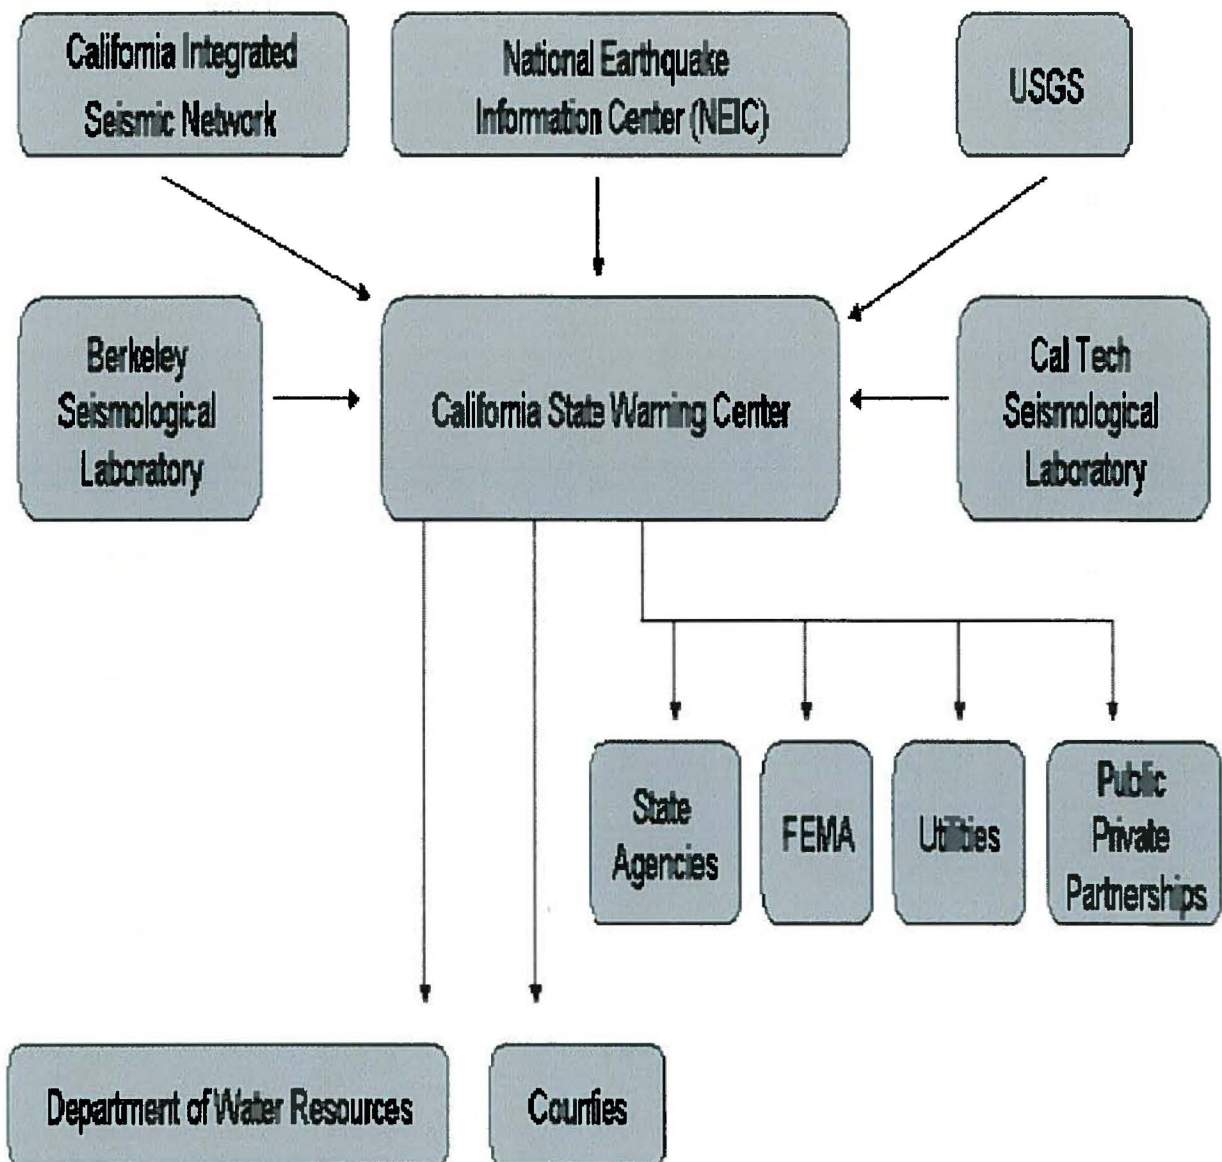 California Integrated
Seismic Network
National Earthquake
Information Center (NEIC)
USGS
Berkeley
Seismological
Laboratory
California State Warning Center
Cal Tech
Seismological
Laboratory
State
Agencies
FEMA
Utilities
Public
Private
Partnerships
Department of Water Resources
Counties